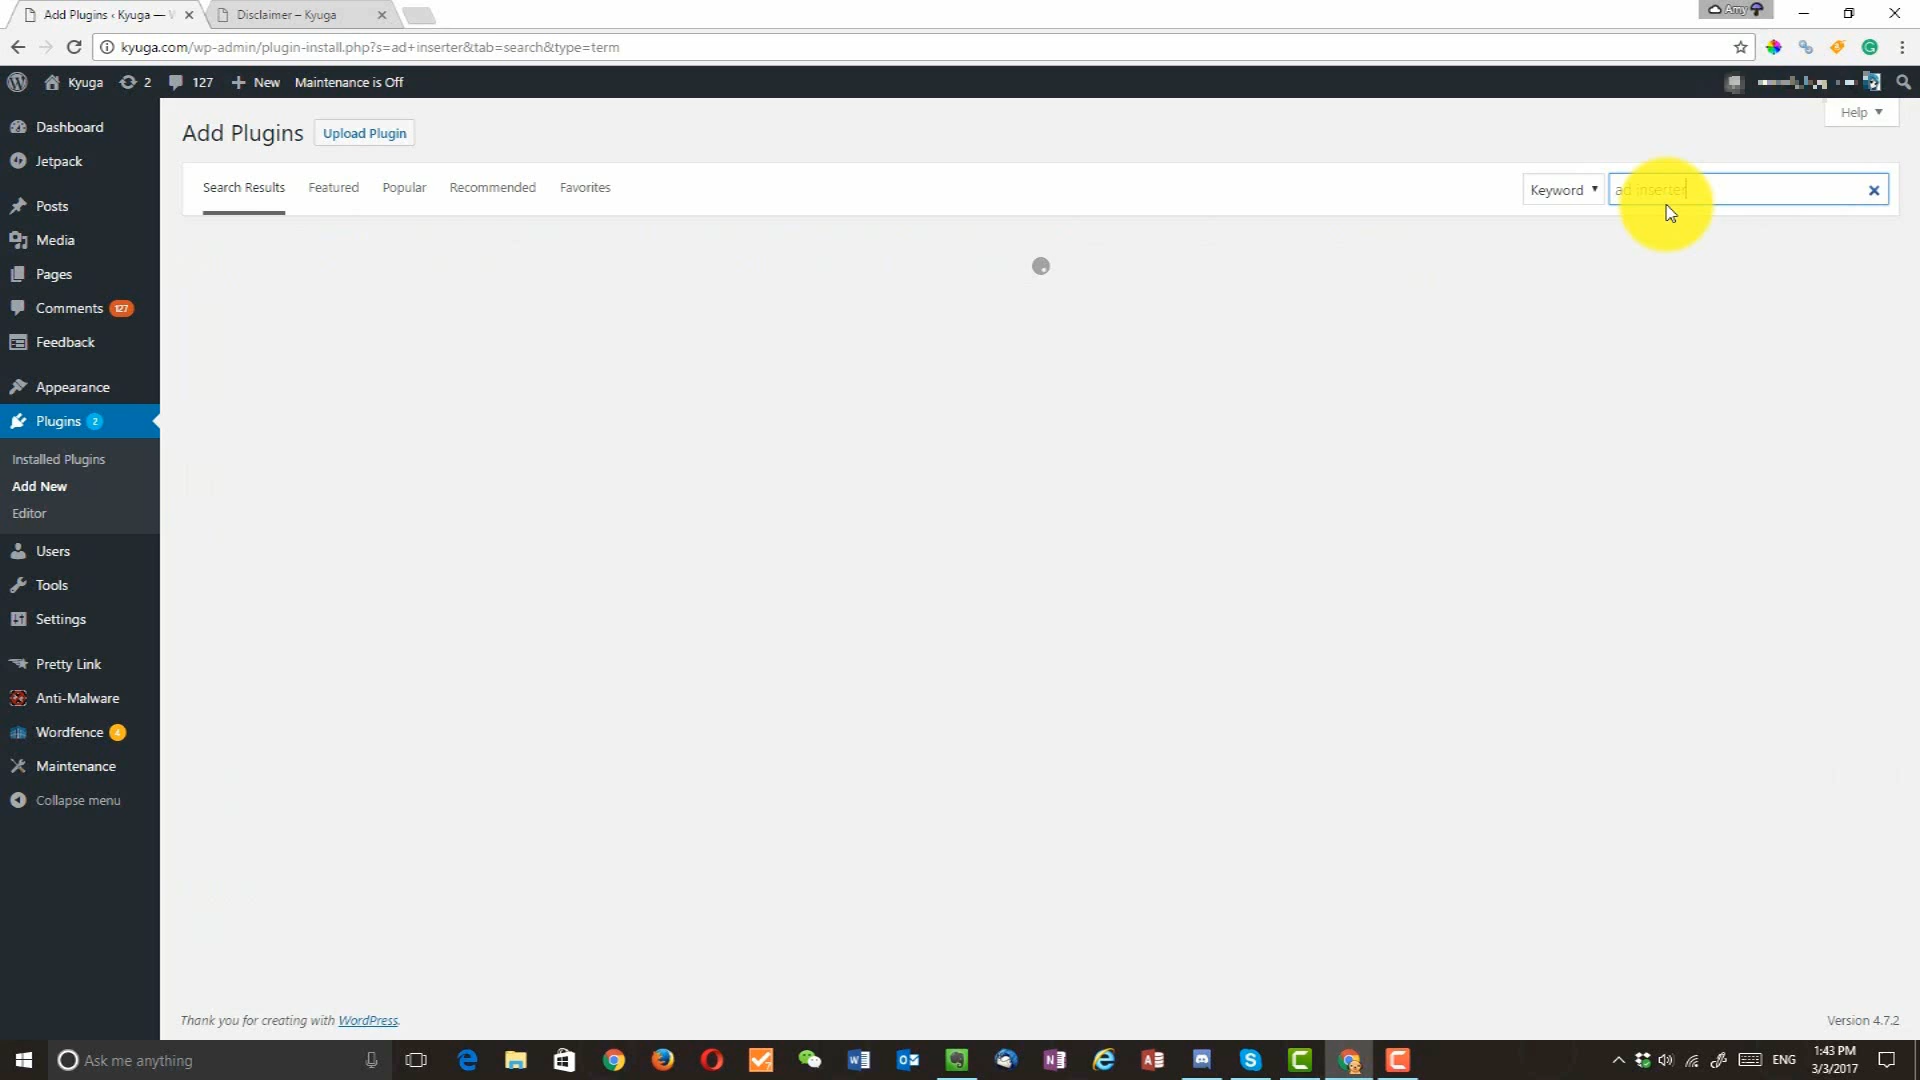 Add Plugins ‹ Kyuga —
Disclaimer – Kyuga
Amy
kyuga.com/wp-admin/plugin-install.php?s=ad+inserter&tab=search&type=term
Kyuga
2
127
New
Maintenance is Off
Help
Dashboard
Jetpack
Posts
Media
Pages
Comments 127
Feedback
Appearance
Plugins 2
Installed Plugins
Add New
Editor
Users
Tools
Settings
Pretty Link
Anti-Malware
Wordfence 4
Maintenance
Collapse menu
Add Plugins
Upload Plugin
Search Results
Featured
Popular
Recommended
Favorites
Keyword
ad inserter
Thank you for creating with WordPress.
Version 4.7.2
Ask me anything
ENG
1:43 PM
3/3/2017